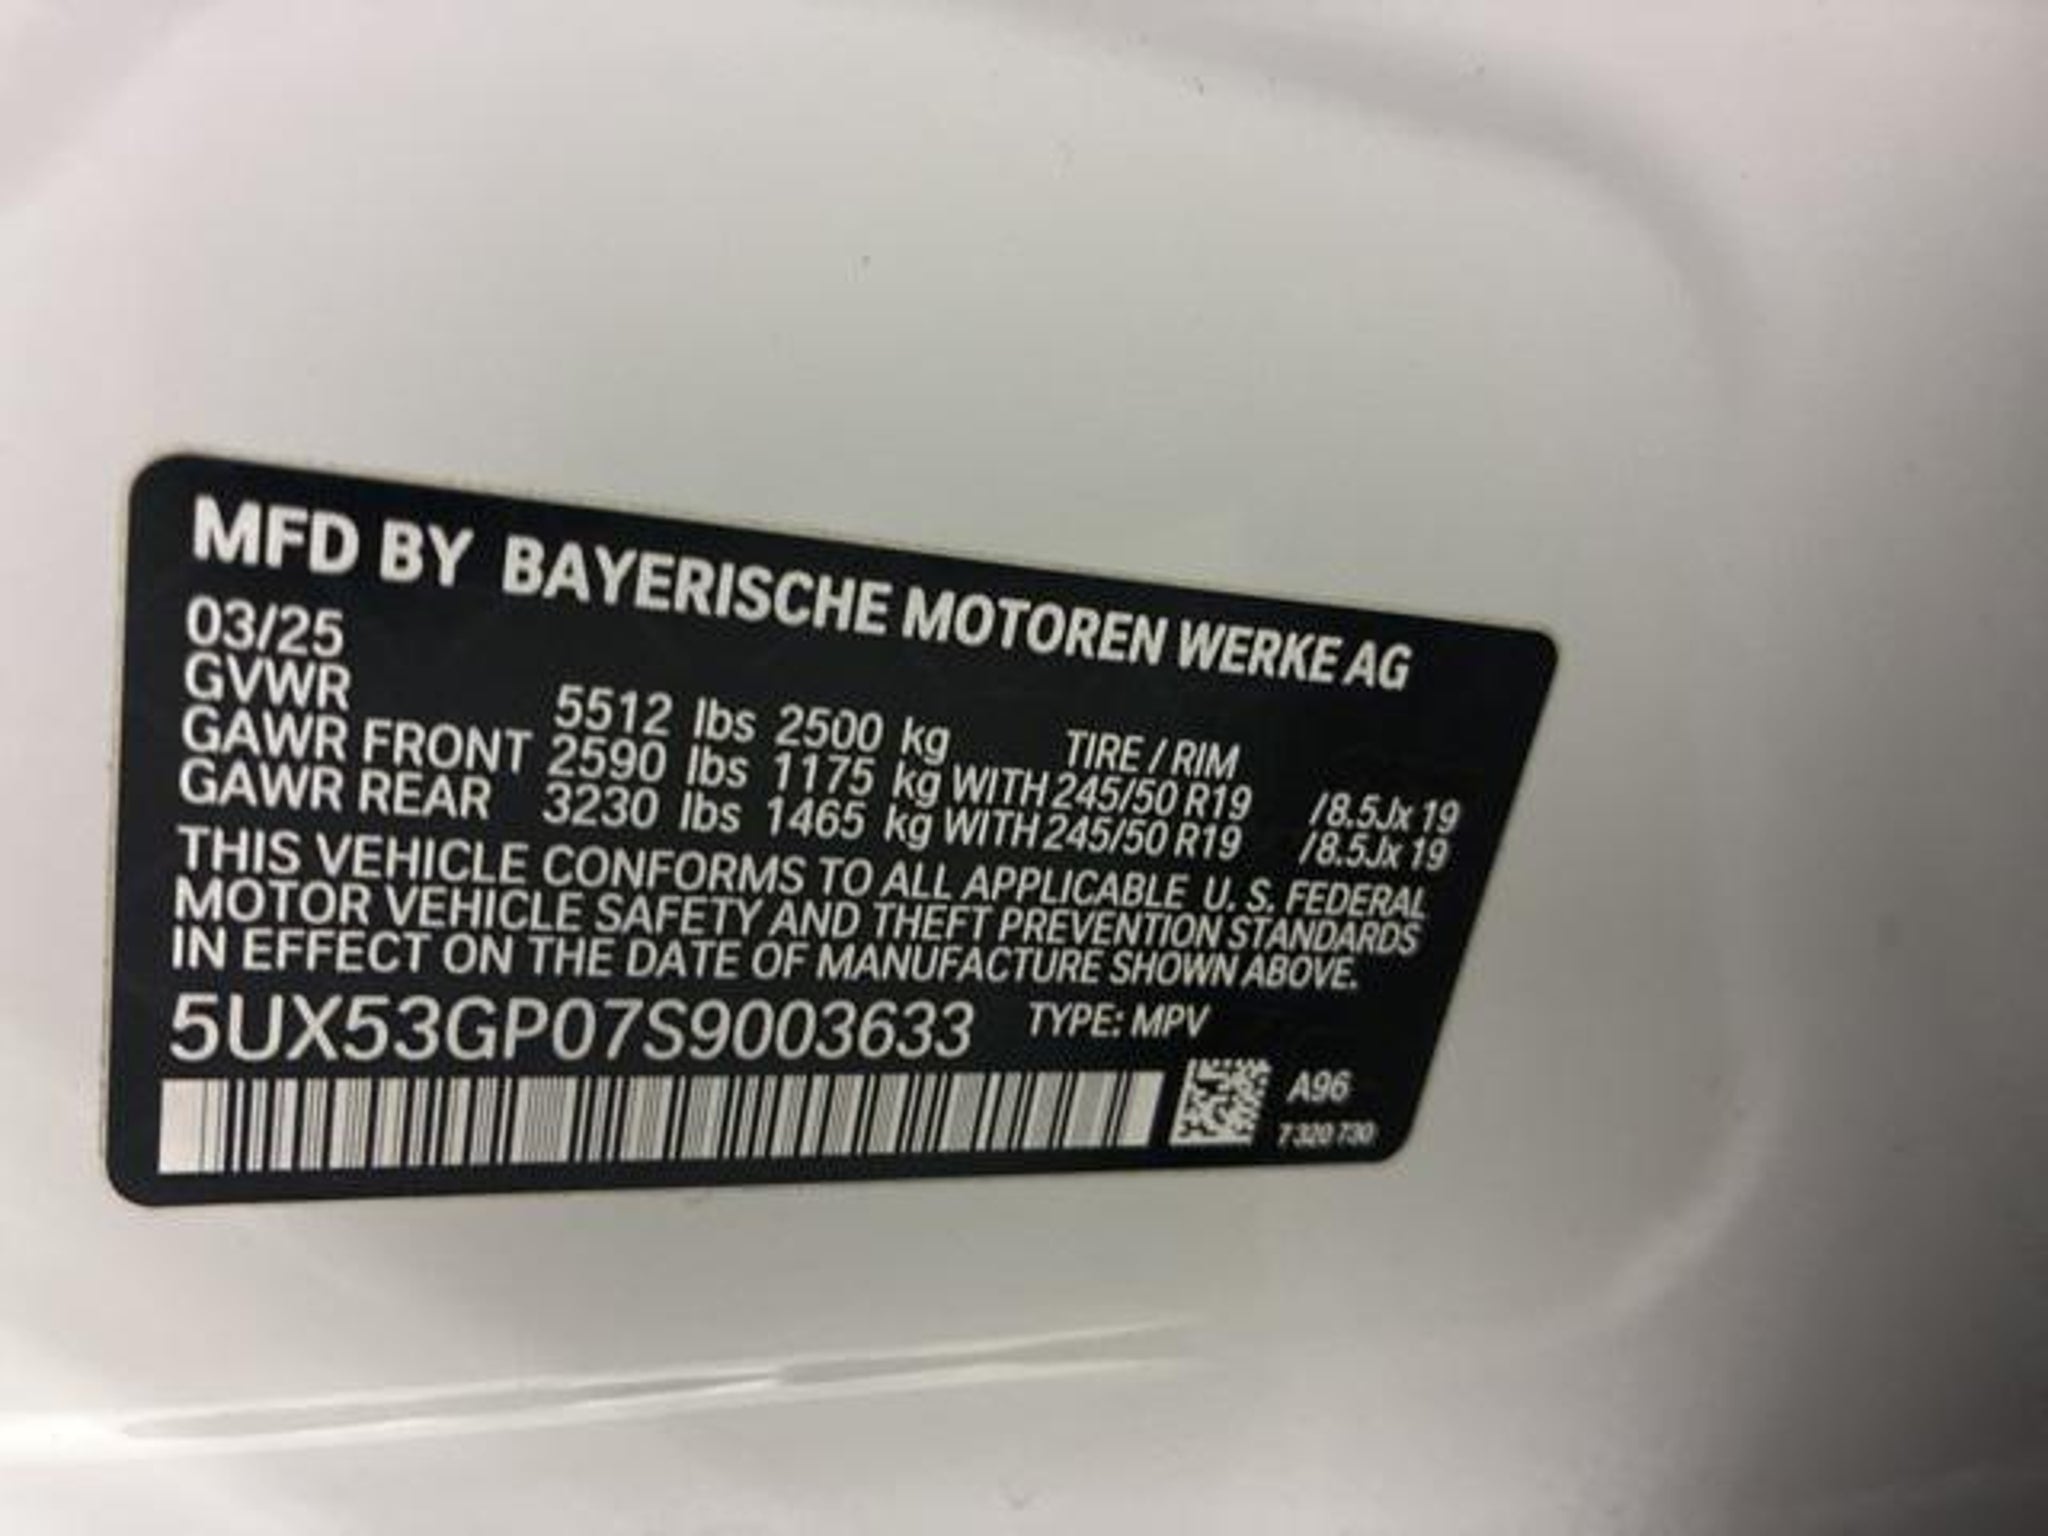 MFD BY BAYERISCHE MOTOREN WERKE AG
03/25
GVWR 5512 lbs 2500 kg TIRE / RIM
GAWR FRONT 2590 lbs 1175 kg WITH 245/50 R19 /8.5Jx 19
GAWR REAR 3230 lbs 1465 kg WITH 245/50 R19 /8.5Jx 19
THIS VEHICLE CONFORMS TO ALL APPLICABLE U. S. FEDERAL
MOTOR VEHICLE SAFETY AND THEFT PREVENTION STANDARDS
IN EFFECT ON THE DATE OF MANUFACTURE SHOWN ABOVE.
5UX53GP07S9003633 TYPE: MPV
A96
7 320 730